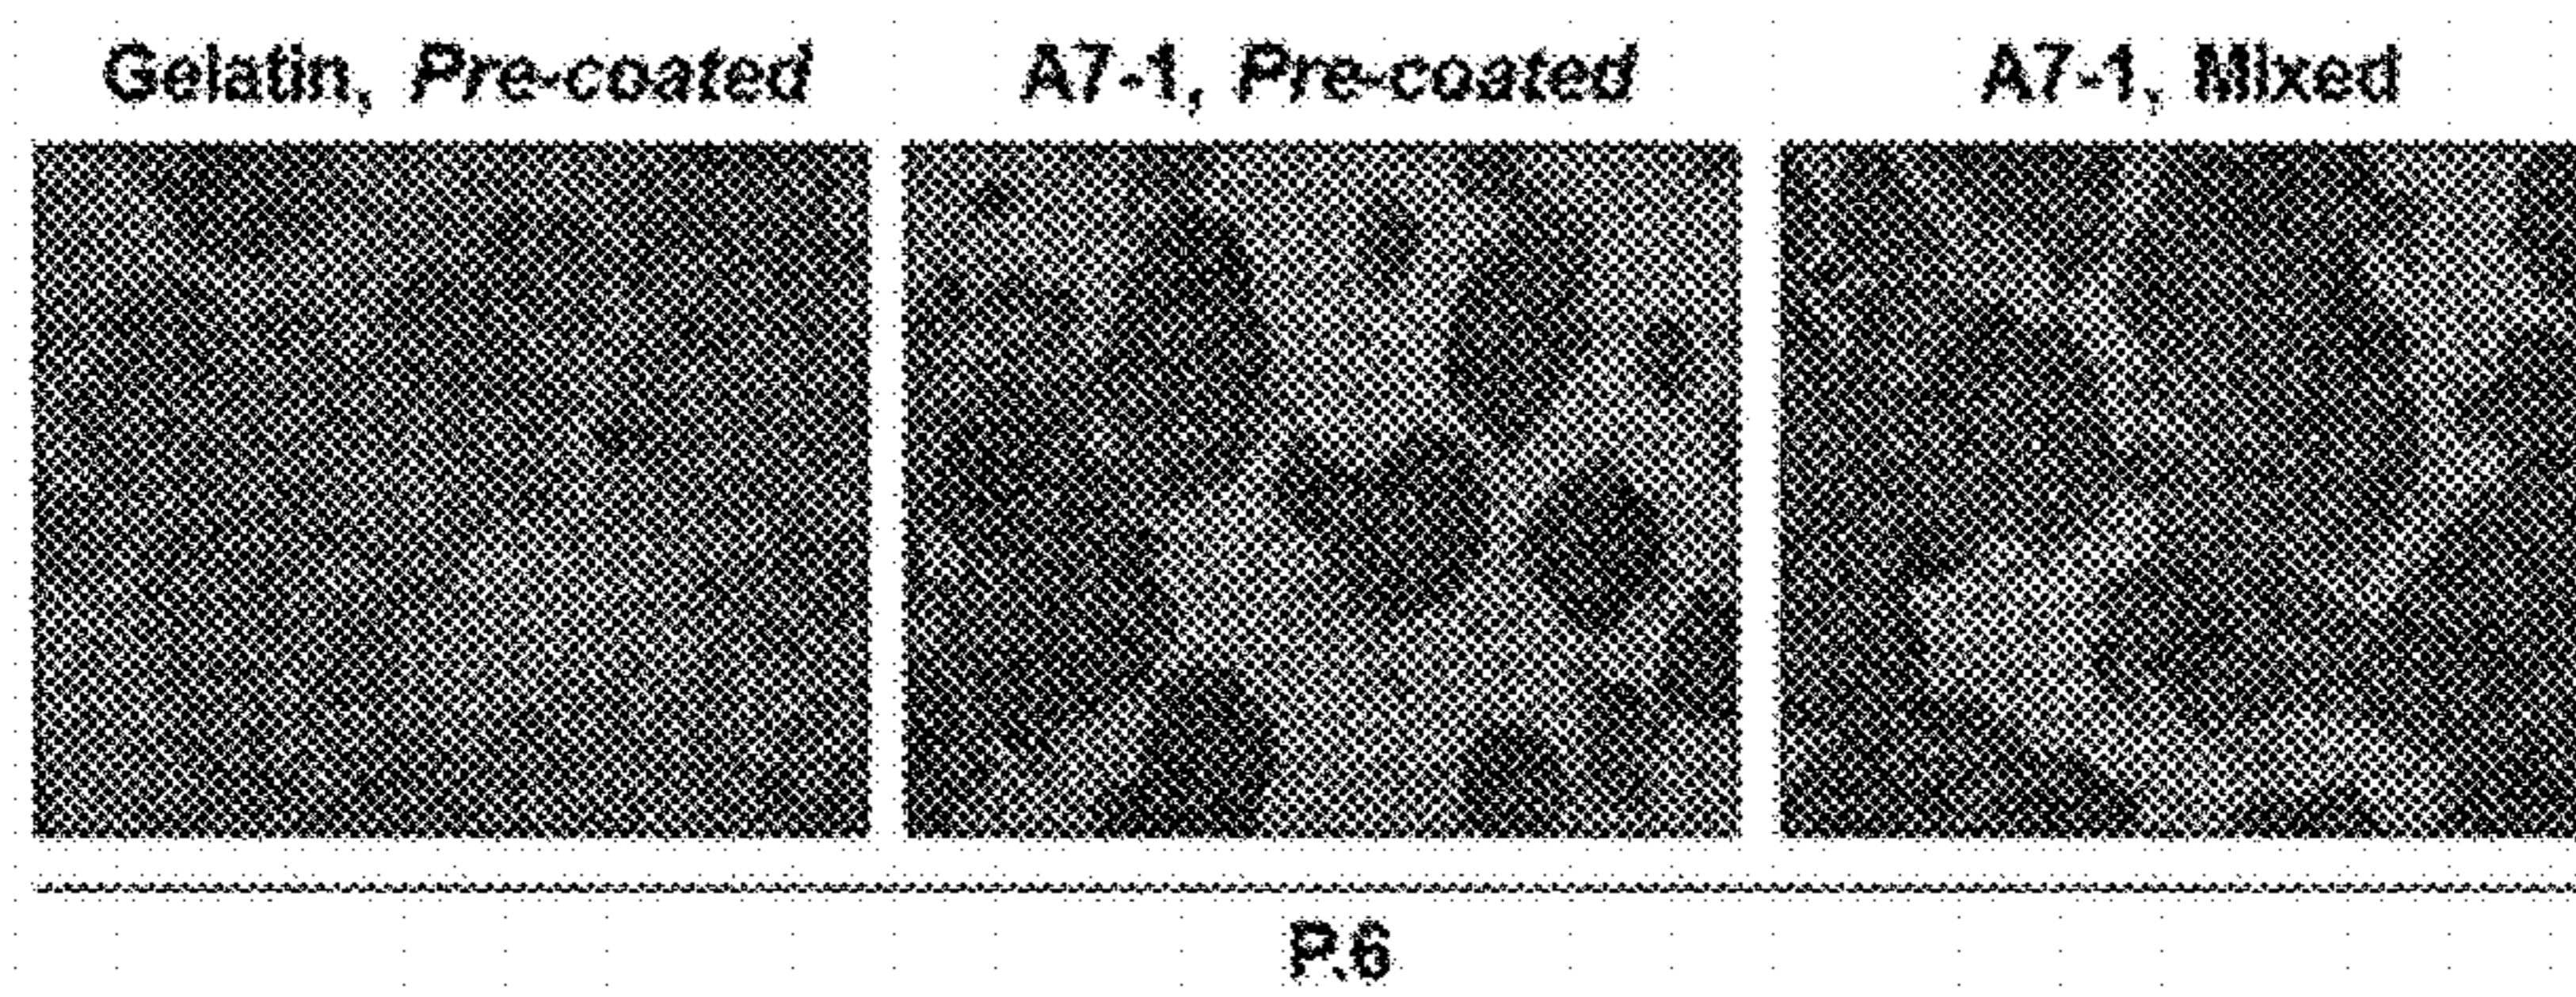 Gelatin, Pre-coated
A7-1, Pre-coated
A7-1, Mixed
P.6